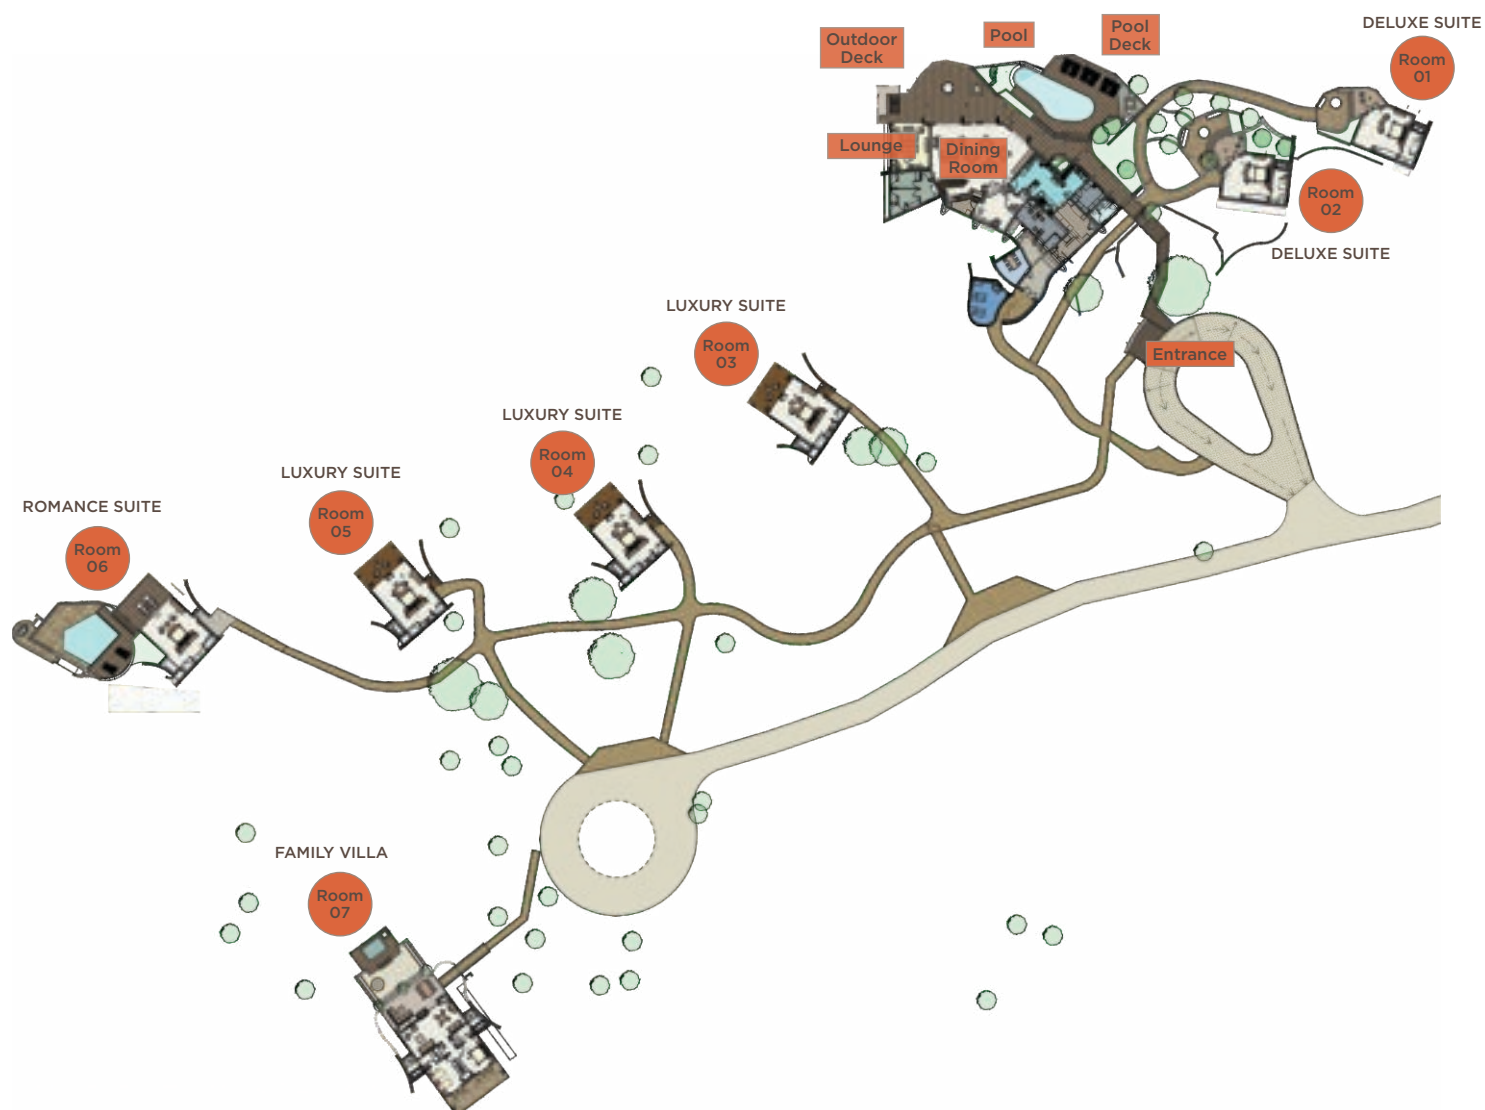 DELUXE SUITE
Room
01
Pool
Deck
Pool
Outdoor
Deck
Lounge
Dining
Room
Room
02
DELUXE SUITE
LUXURY SUITE
Room
03
Entrance
LUXURY SUITE
Room
04
LUXURY SUITE
Room
05
ROMANCE SUITE
Room
06
FAMILY VILLA
Room
07